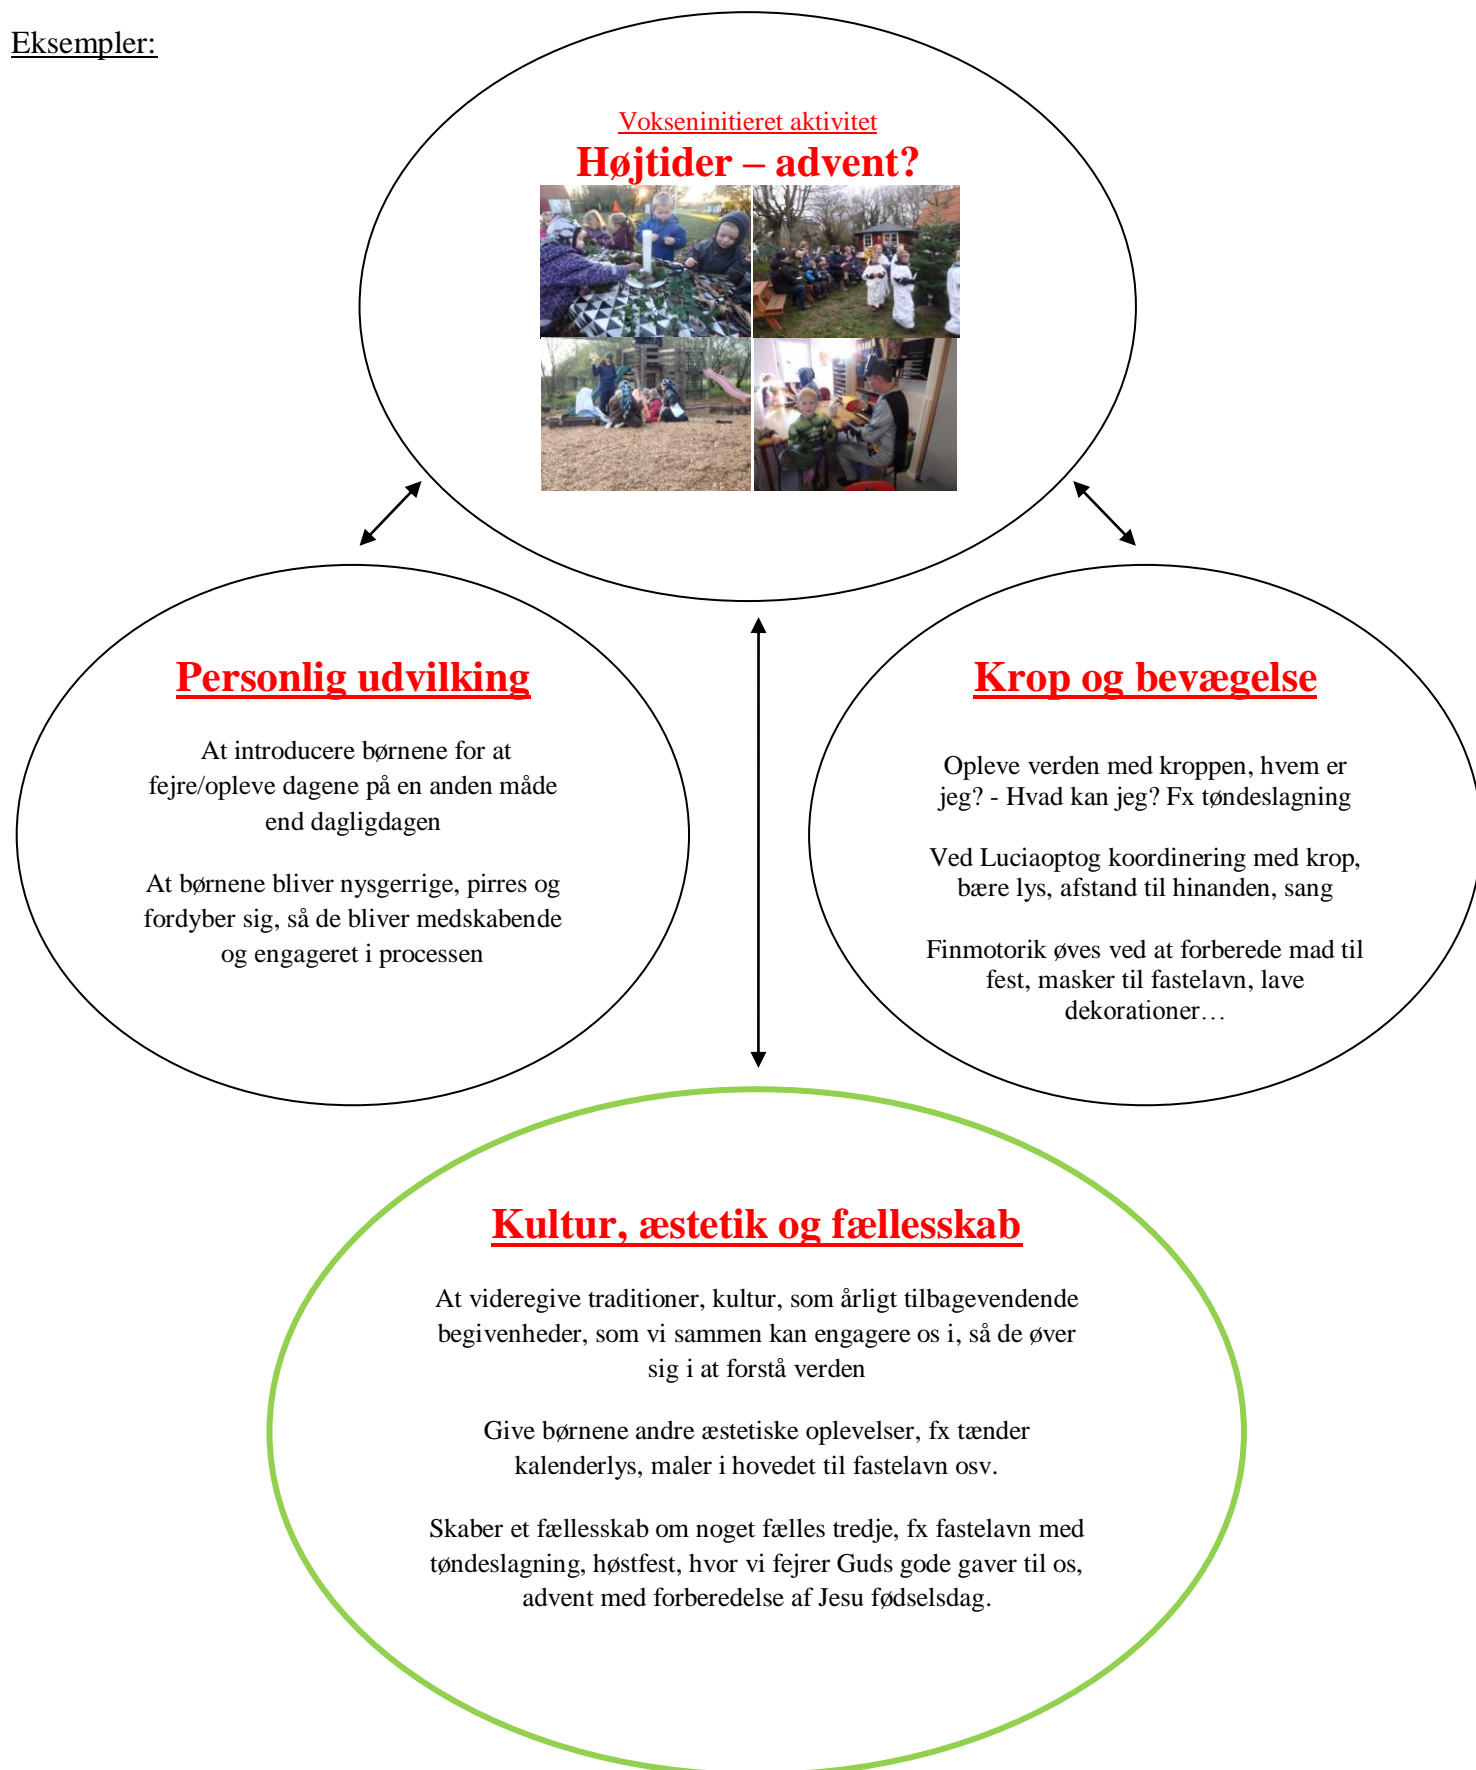 Eksempler:
Vokseninitieret aktivitet
Højtider – advent?
Personlig udvilking
At introducere børnene for at
fejre/opleve dagene på en anden måde
end dagligdagen
At børnene bliver nysgerrige, pirres og
fordyber sig, så de bliver medskabende
og engageret i processen
Krop og bevægelse
Opleve verden med kroppen, hvem er
jeg? - Hvad kan jeg? Fx tøndeslagning
Ved Luciaoptog koordinering med krop,
bære lys, afstand til hinanden, sang
Finmotorik øves ved at forberede mad til
fest, masker til fastelavn, lave
dekorationer…
Kultur, æstetik og fællesskab
At videregive traditioner, kultur, som årligt tilbagevendende
begivenheder, som vi sammen kan engagere os i, så de øver
sig i at forstå verden
Give børnene andre æstetiske oplevelser, fx tænder
kalenderlys, maler i hovedet til fastelavn osv.
Skaber et fællesskab om noget fælles tredje, fx fastelavn med
tøndeslagning, høstfest, hvor vi fejrer Guds gode gaver til os,
advent med forberedelse af Jesu fødselsdag.